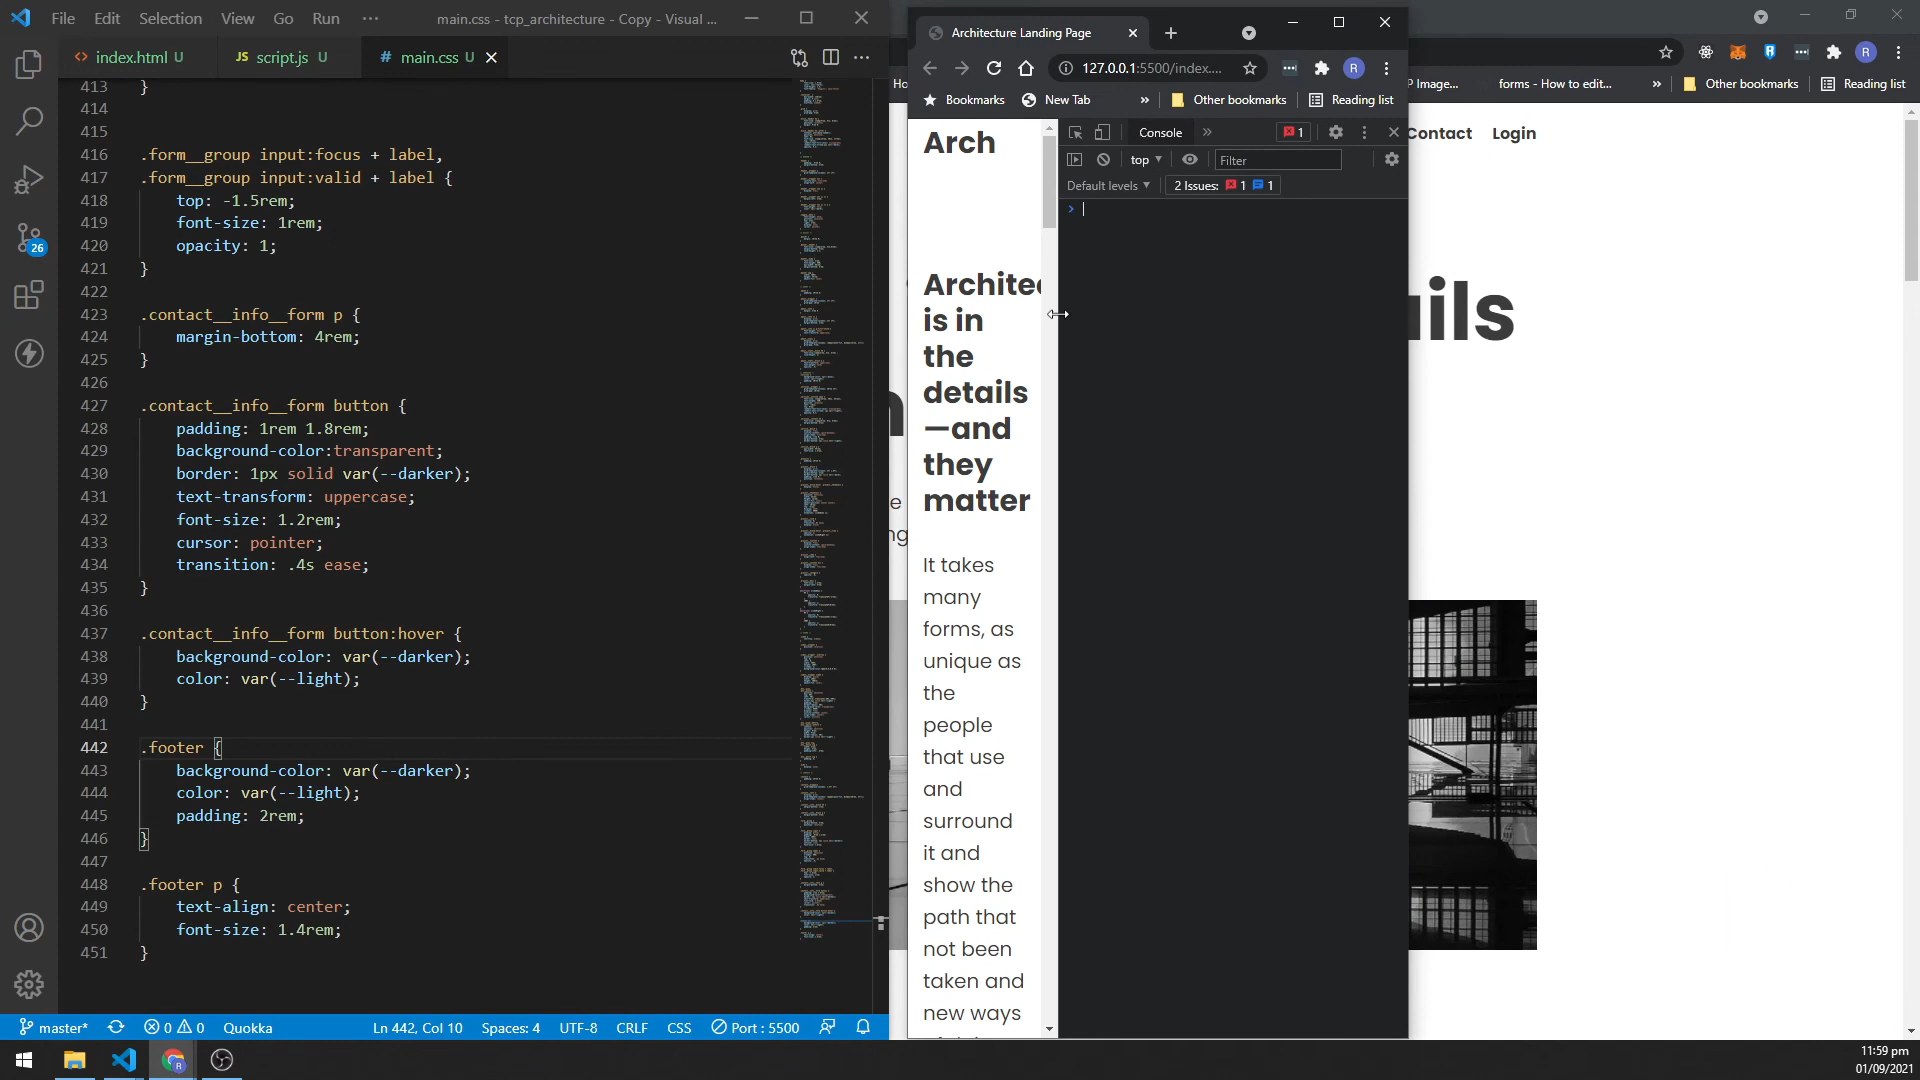 File Edit Selection View Go Run ··· main.css - tcp_architecture - Copy - Visual ...
index.html U JS script.js U # main.css U
413 }
414
415
416 .form__group input:focus + label,
417 .form__group input:valid + label {
418 top: -1.5rem;
419 font-size: 1rem;
420 opacity: 1;
421 }
422
423 .contact__info__form p {
424 margin-bottom: 4rem;
425 }
426
427 .contact__info__form button {
428 padding: 1rem 1.8rem;
429 background-color:transparent;
430 border: 1px solid var(--darker);
431 text-transform: uppercase;
432 font-size: 1.2rem;
433 cursor: pointer;
434 transition: .4s ease;
435 }
436
437 .contact__info__form button:hover {
438 background-color: var(--darker);
439 color: var(--light);
440 }
441
442 .footer {
443 background-color: var(--darker);
444 color: var(--light);
445 padding: 2rem;
446 }
447
448 .footer p {
449 text-align: center;
450 font-size: 1.4rem;
451 }
26
master* 0 0 Quokka Ln 442, Col 10 Spaces: 4 UTF-8 CRLF CSS Port : 5500
Architecture Landing Page
127.0.0.1:5500/index.... R
Bookmarks New Tab » Other bookmarks Reading list
Arch
Architec
is in
the
details
—and
they
matter
It takes
many
forms, as
unique as
the
people
that use
and
surround
it and
show the
path that
not been
taken and
new ways
Console » 1
top Filter
Default levels 2 Issues: 1 1
>
R
P Image... forms - How to edit... » Other bookmarks Reading list
Contact Login
ails
e
ng
R
11:59 pm
01/09/2021